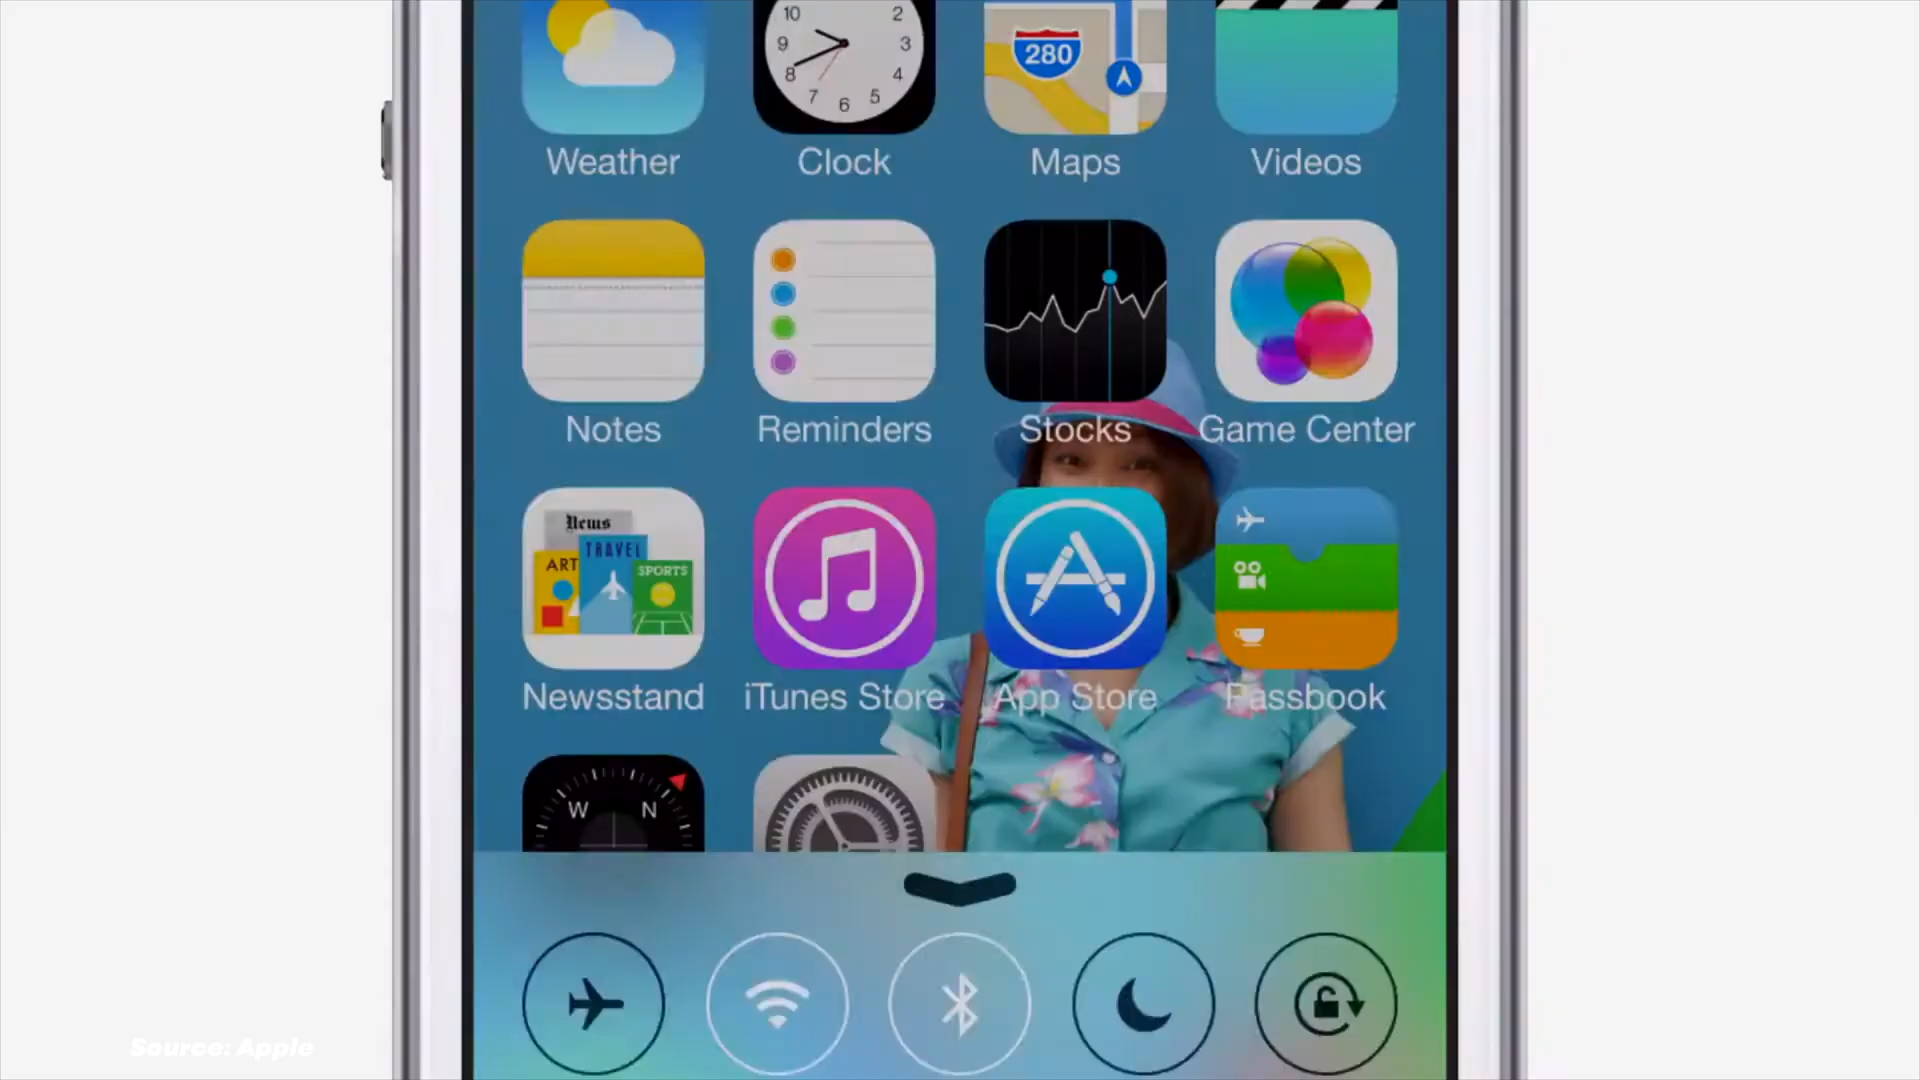 10 2
9 3
8 4
7 6 5
280
Weather Clock Maps Videos
Notes Reminders Stocks Game Center
News
TRAVEL
ART
SPORTS
Newsstand iTunes Store App Store Passbook
W N
Source: Apple